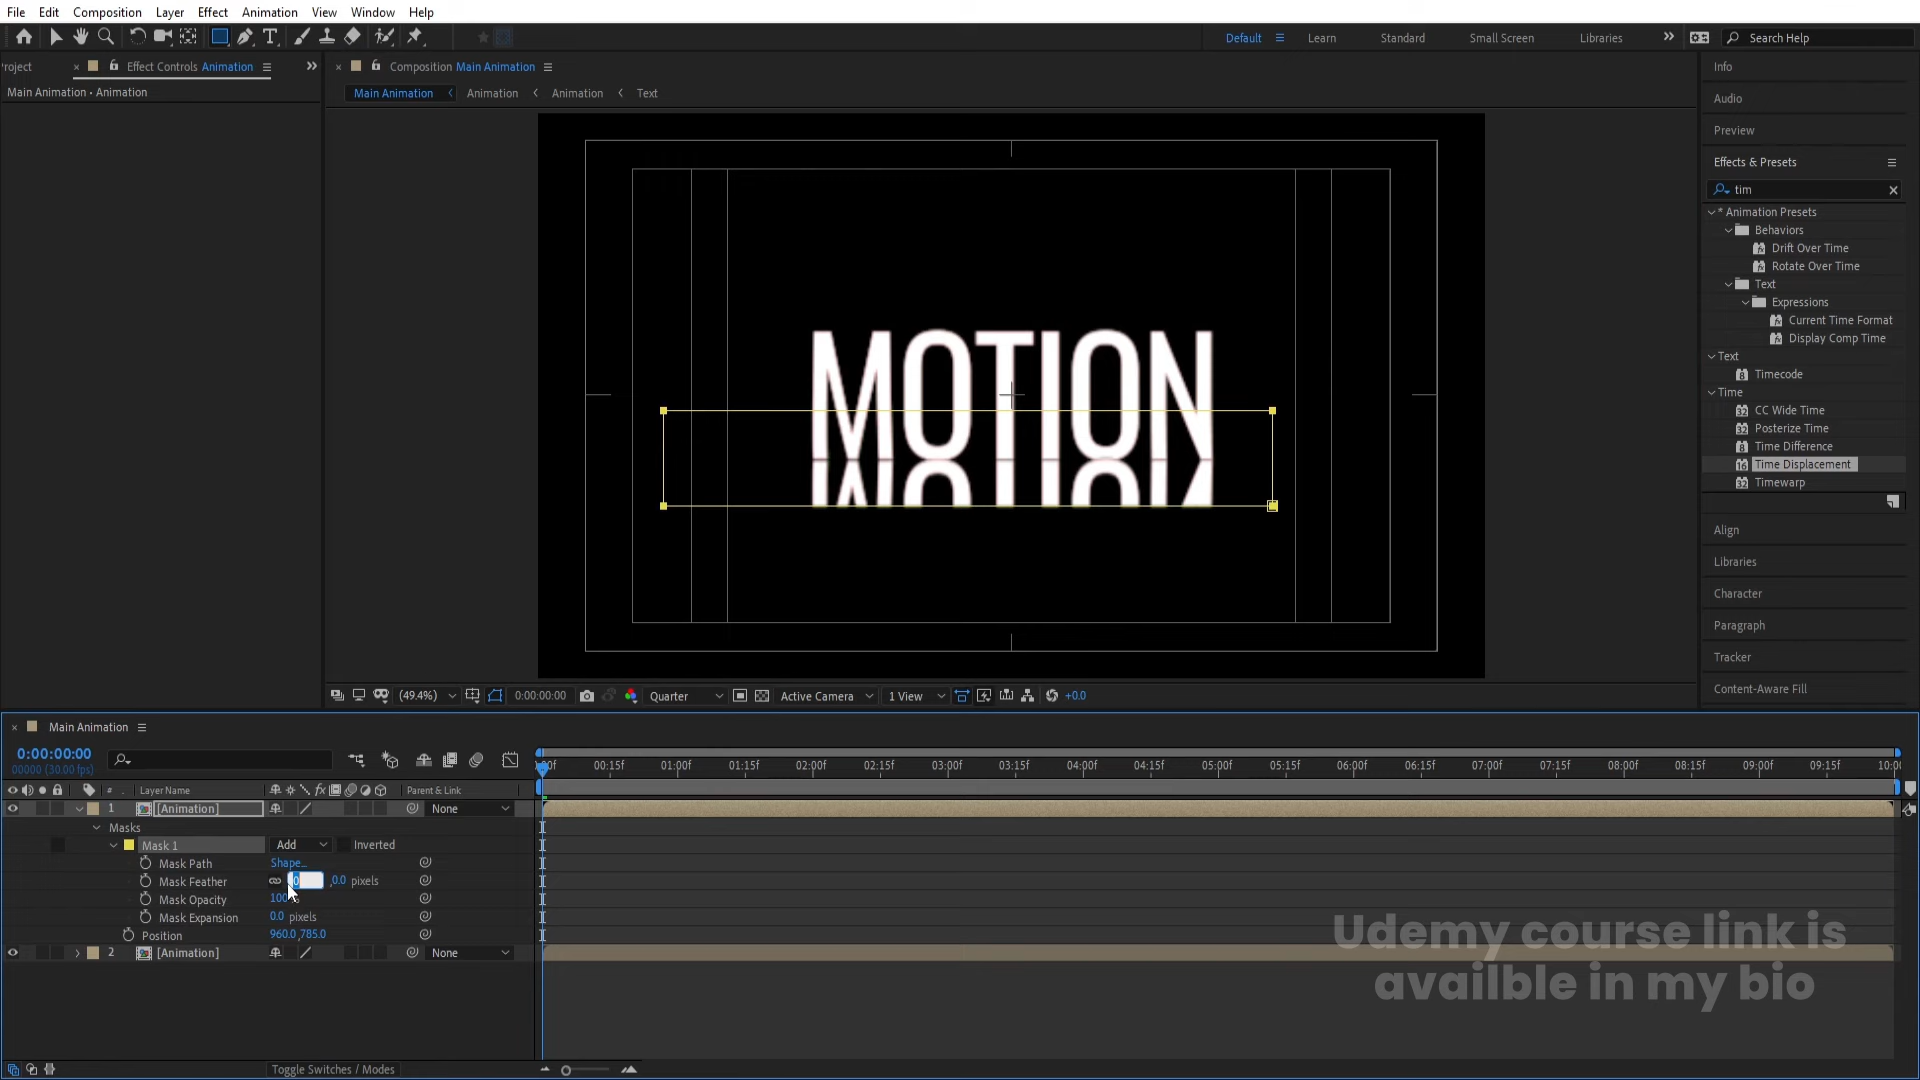 File Edit Composition Layer Effect Animation View Window Help
Default Learn Standard Small Screen Libraries Search Help
roject Effect Controls Animation Composition Main Animation Info
Main Animation • Animation Main Animation Animation Animation Text
Audio
Preview
Effects & Presets
tim
* Animation Presets
Behaviors
Drift Over Time
Rotate Over Time
Text
Expressions
Current Time Format
Display Comp Time
Text
Timecode
Time
CC Wide Time
Posterize Time
Time Difference
Time Displacement
Timewarp
MOTION
Align
Libraries
Character
Paragraph
Tracker
Content-Aware Fill
(49.4%) 0:00:00:00 Quarter Active Camera 1 View +0.0
Main Animation
0:00:00:00
00000 (30.00 fps)
:00f 00:15f 01:00f 01:15f 02:00f 02:15f 03:00f 03:15f 04:00f 04:15f 05:00f 05:15f 06:00f 06:15f 07:00f 07:15f 08:00f 08:15f 09:00f 09:15f 10:00
# Layer Name Parent & Link
1 [Animation] None
Masks
Mask 1 Add Inverted
Mask Path Shape...
Mask Feather 0 ,0.0 pixels
Mask Opacity 100
Mask Expansion 0.0 pixels
Position 960.0,785.0
2 [Animation] None
Udemy course link is
availble in my bio
Toggle Switches / Modes